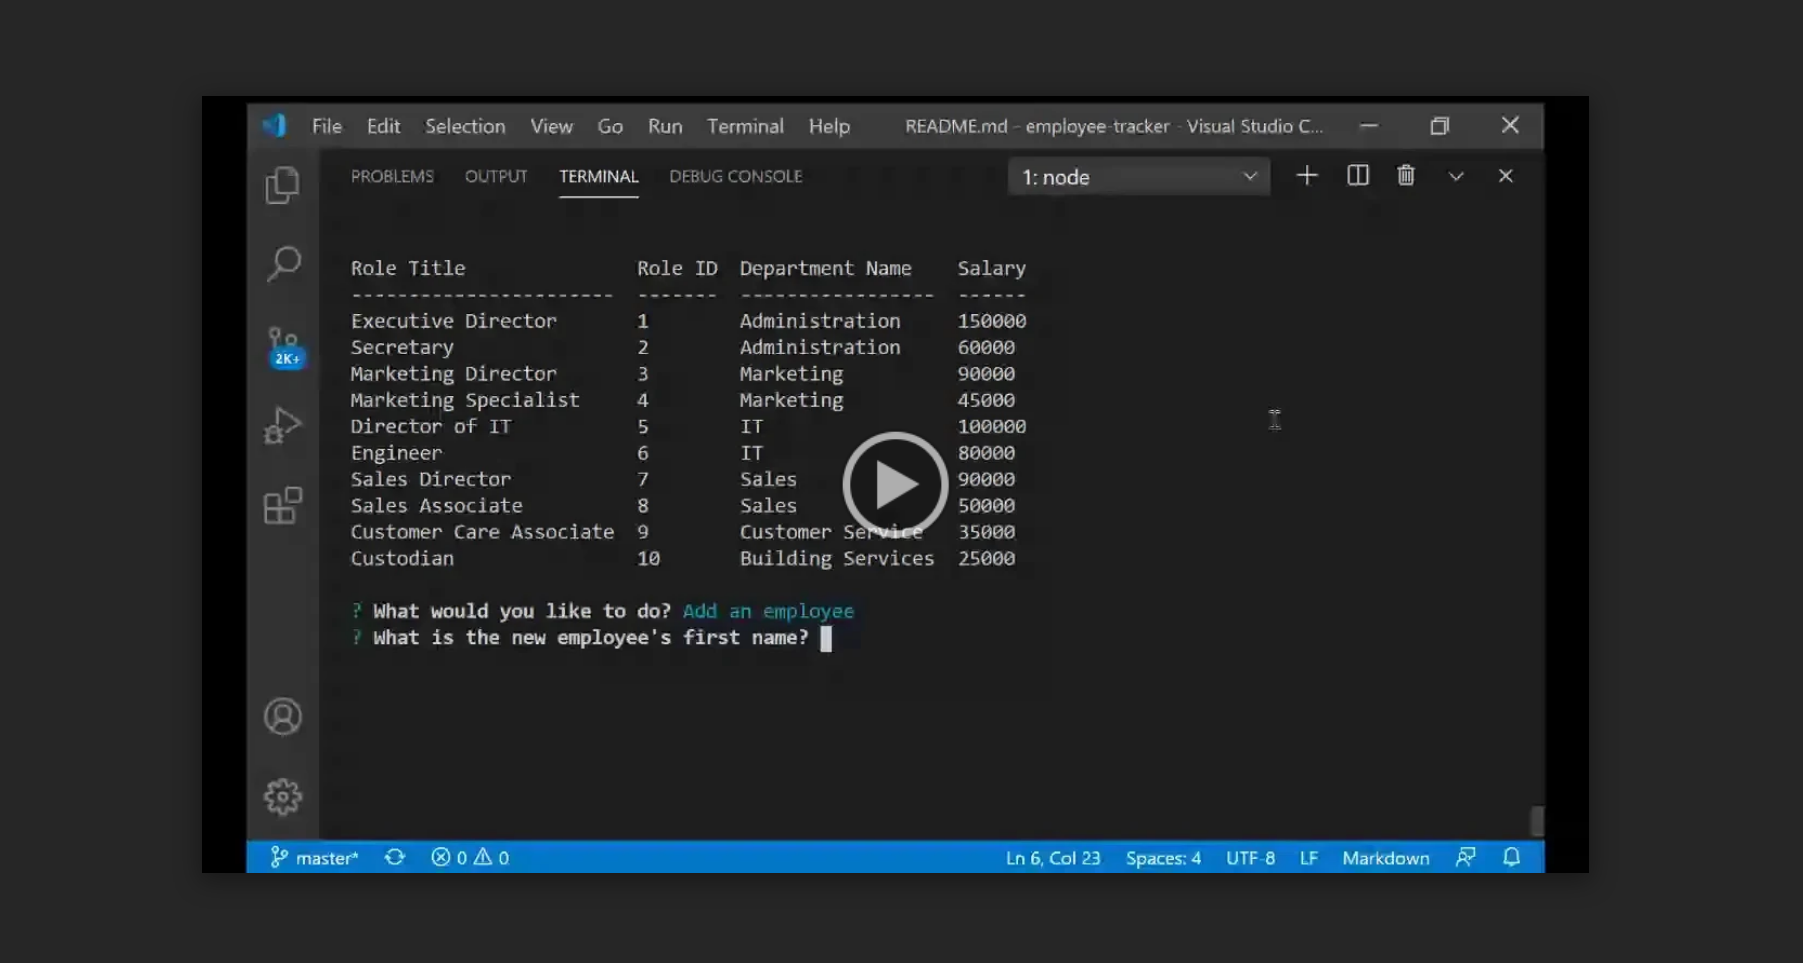 File Edit Selection View Go Run Terminal Help README.md - employee-tracker - Visual Studio C...
PROBLEMS OUTPUT TERMINAL DEBUG CONSOLE 1: node
Role Title Role ID Department Name Salary
----------------------- ------- ----------------- ------
Executive Director 1 Administration 150000
Secretary 2 Administration 60000
Marketing Director 3 Marketing 90000
Marketing Specialist 4 Marketing 45000
Director of IT 5 IT 100000
Engineer 6 IT 80000
Sales Director 7 Sales 90000
Sales Associate 8 Sales 50000
Customer Care Associate 9 Customer Service 35000
Custodian 10 Building Services 25000
? What would you like to do? Add an employee
? What is the new employee's first name?
2K+
master* 0 0 Ln 6, Col 23 Spaces: 4 UTF-8 LF Markdown